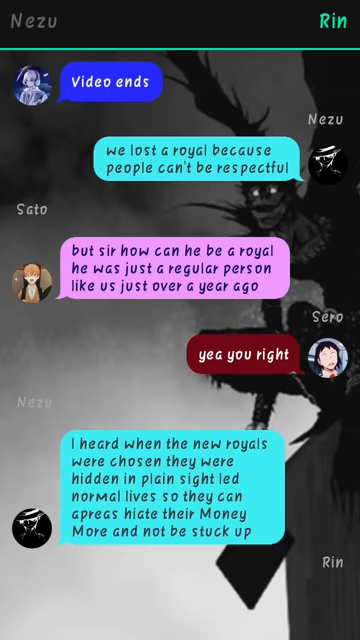 Nezu
Rin
Video ends
Nezu
we lost a royal because
people can't be respectful
Sato
but sir how can he be a royal
he was just a regular person
like us just over a year ago
Sero
yea you right
Nezu
I heard when the new royals
were chosen they were
hidden in plain sight led
normal lives so they can
apreas hiate their Money
More and not be stuck up
Rin